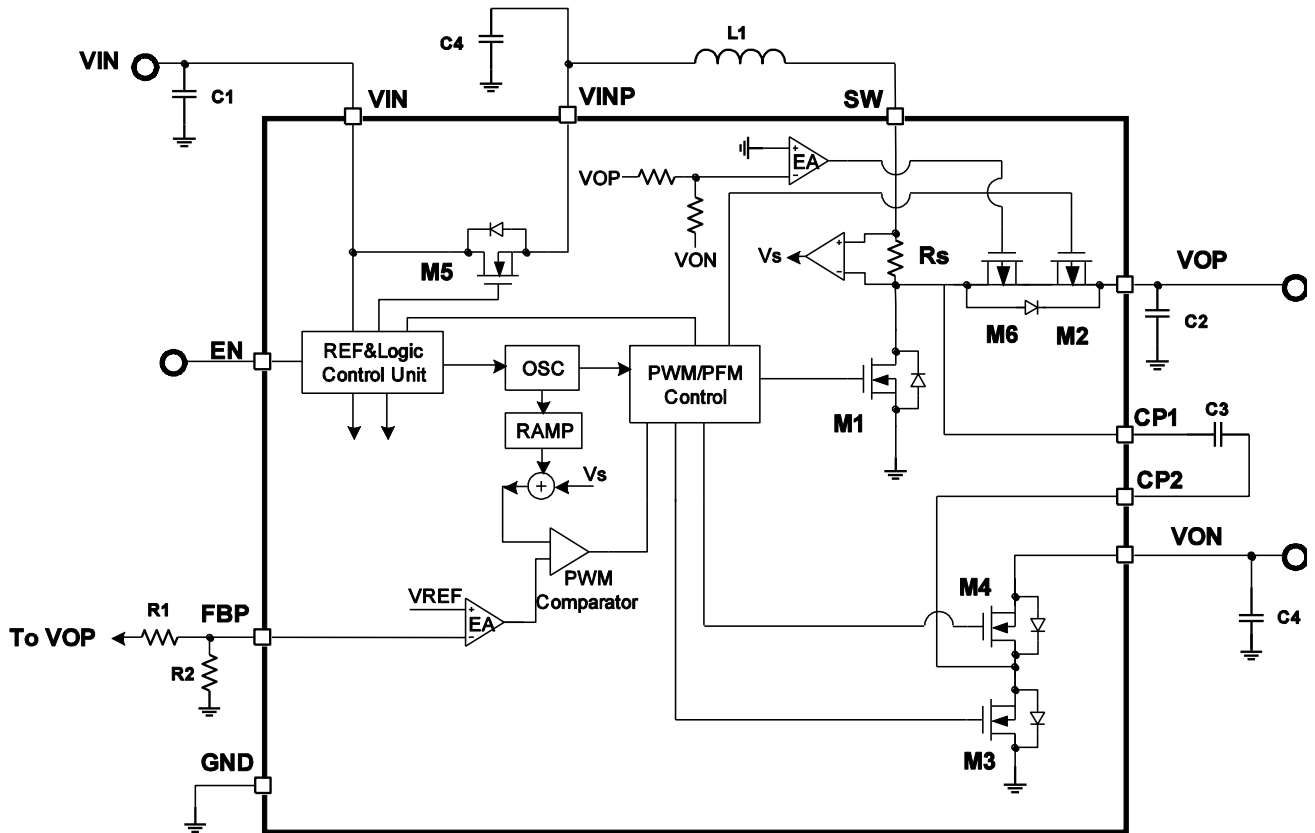 L1
C4
VIN
C1
VIN
VINP
SW
EA
VOP
VON
Vs
Rs
M5
VOP
M6
M2
C2
EN
REF&Logic
Control Unit
OSC
PWM/PFM
Control
M1
RAMP
CP1
C3
Vs
CP2
VON
PWM
Comparator
M4
VREF
EA
R1
FBP
To VOP
C4
R2
M3
GND